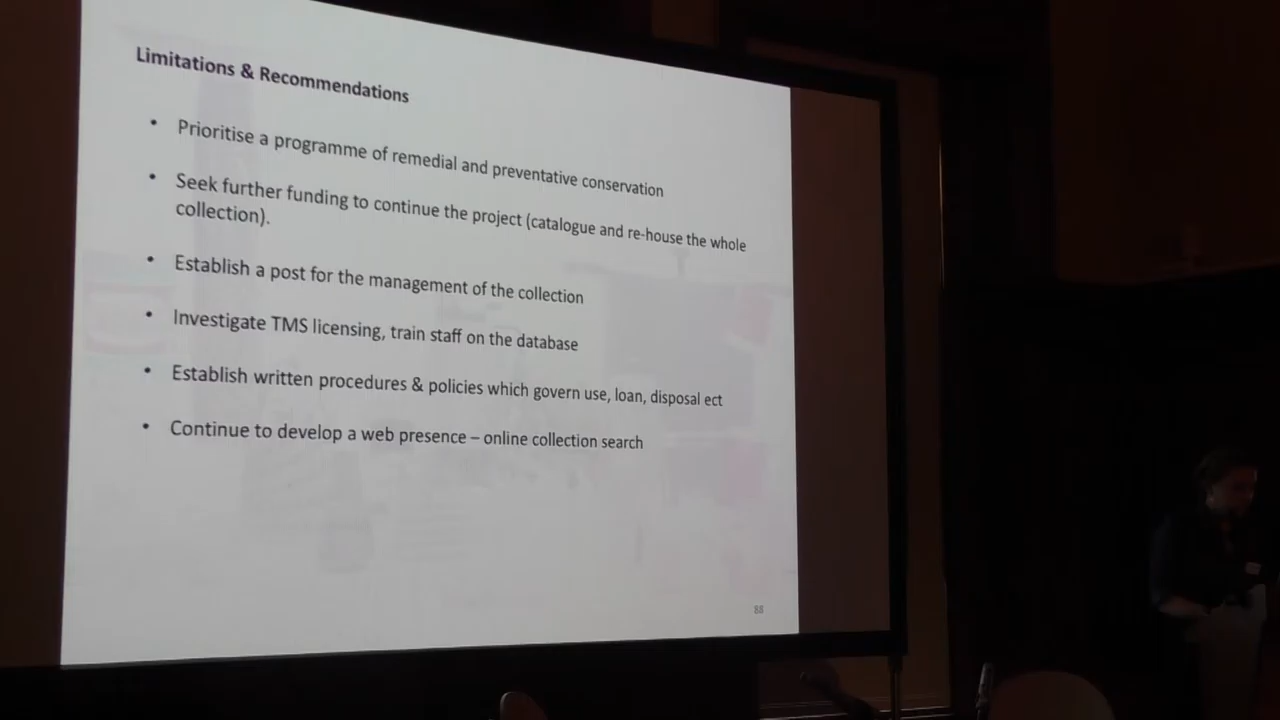 Limitations & Recommendations
• Prioritise a programme of remedial and preventative conservation
• Seek further funding to continue the project (catalogue and re-house the whole
collection).
• Establish a post for the management of the collection
• Investigate TMS licensing, train staff on the database
• Establish written procedures & policies which govern use, loan, disposal ect
• Continue to develop a web presence – online collection search
88